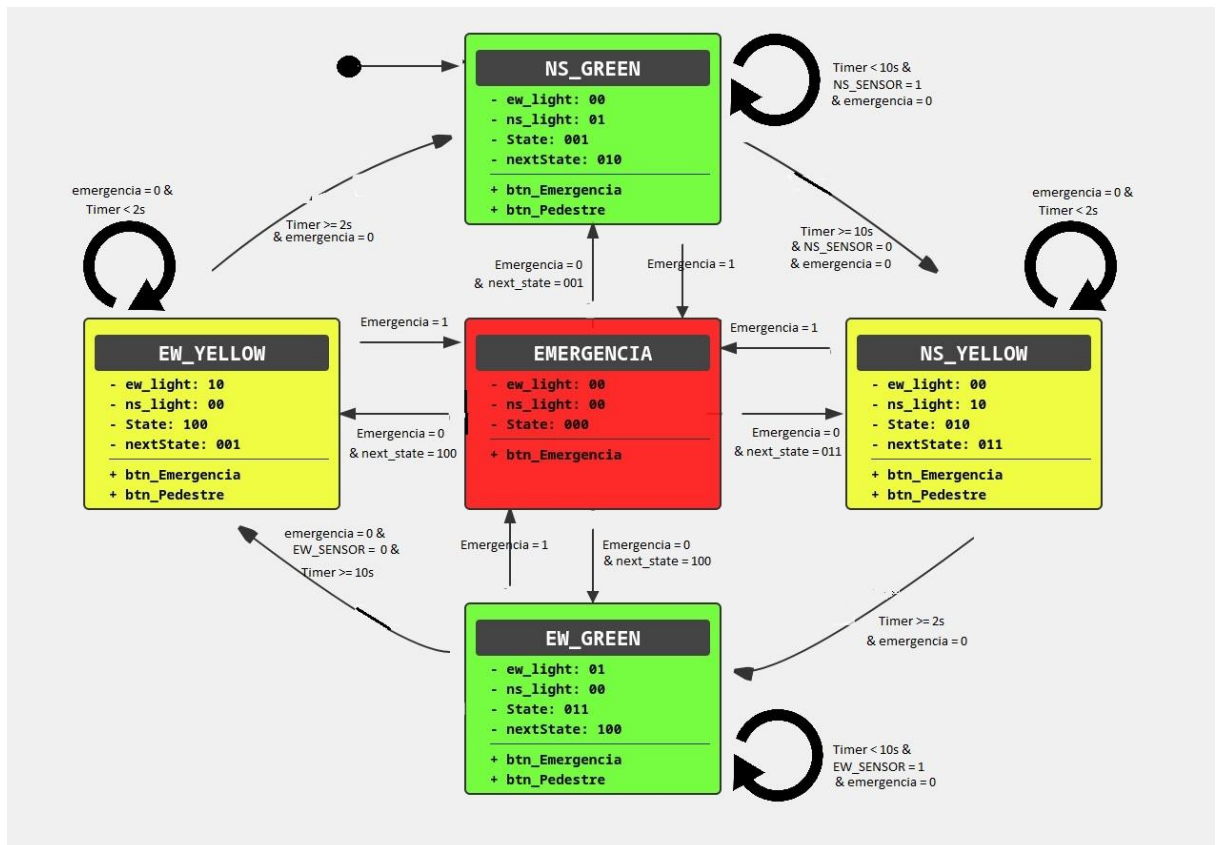 NS_GREEN
- ew_light: 00
- ns_light: 01
- State: 001
- nextState: 010
+ btn_Emergencia
+ btn_Pedestre
Timer < 10s &
NS_SENSOR = 1
& emergencia = 0
emergencia = 0 &
Timer < 2s
Timer >= 2s
& emergencia = 0
Timer >= 10s
& NS_SENSOR = 0
& emergencia = 0
emergencia = 0 &
Timer < 2s
Emergencia = 0
& next_state = 001
Emergencia = 1
EW_YELLOW
- ew_light: 10
- ns_light: 00
- State: 100
- nextState: 001
+ btn_Emergencia
+ btn_Pedestre
Emergencia = 1
Emergencia = 0
& next_state = 100
EMERGENCIA
- ew_light: 00
- ns_light: 00
- State: 000
+ btn_Emergencia
Emergencia = 1
Emergencia = 0
& next_state = 011
NS_YELLOW
- ew_light: 00
- ns_light: 10
- State: 010
- nextState: 011
+ btn_Emergencia
+ btn_Pedestre
emergencia = 0 &
EW_SENSOR = 0 &
Timer >= 10s
Emergencia = 1
Emergencia = 0
& next_state = 100
Timer >= 2s
& emergencia = 0
EW_GREEN
- ew_light: 01
- ns_light: 00
- State: 011
- nextState: 100
+ btn_Emergencia
+ btn_Pedestre
Timer < 10s &
EW_SENSOR = 1
& emergencia = 0